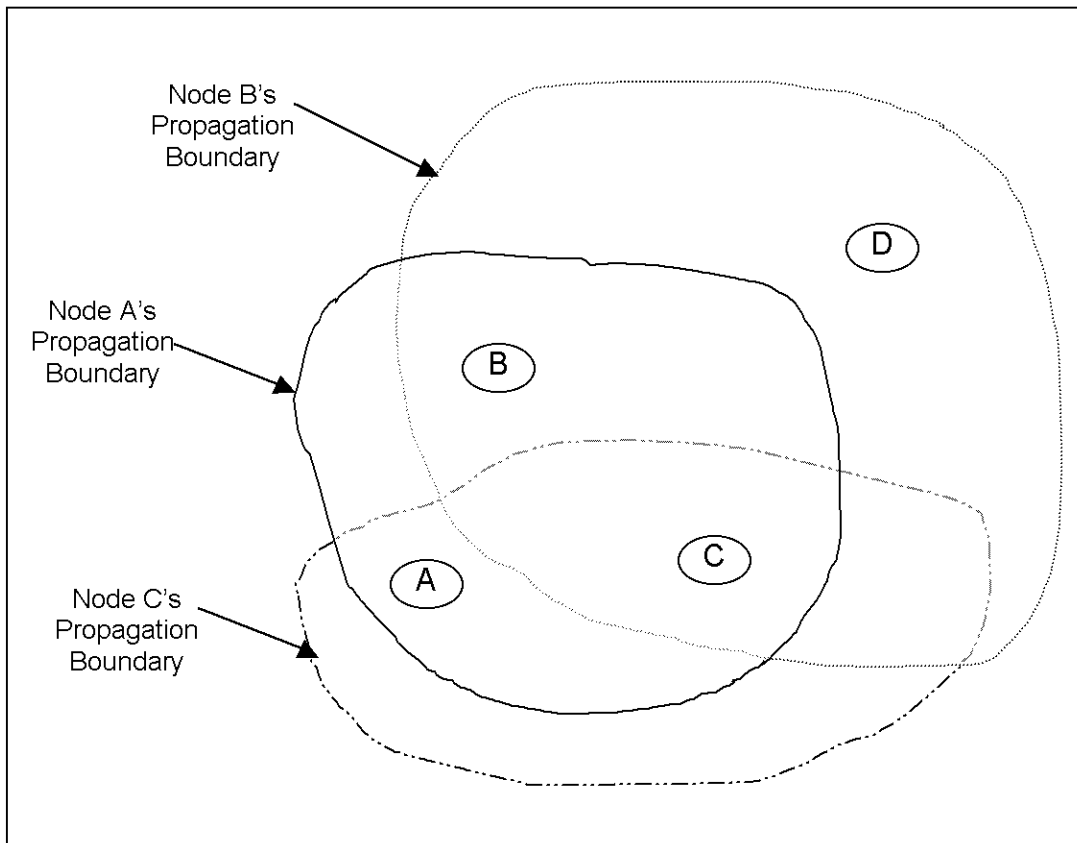 Node B's
Propagation
Boundary
D
Node A's
Propagation
Boundary
B
C
A
Node C's
Propagation
Boundary